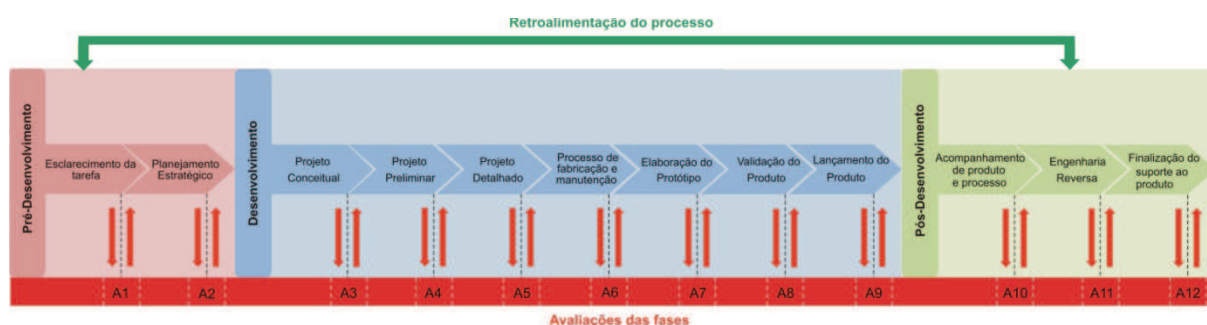 Retroalimentação do processo
Pré-Desenvolvimento
Esclarecimento da
tarefa
Planejamento
Estratégico
Desenvolvimento
Projeto
Conceitual
Projeto
Preliminar
Projeto
Detalhado
Processo de
fabricação e
manutenção
Elaboração do
Protótipo
Validação do
Produto
Lançamento do
Produto
Pós-Desenvolvimento
Acompanhamento
de produto
e processo
Engenharia
Reversa
Finalização do
suporte ao
produto
A1
A2
A3
A4
A5
A6
A7
A8
A9
A10
A11
A12
Avaliações das fases